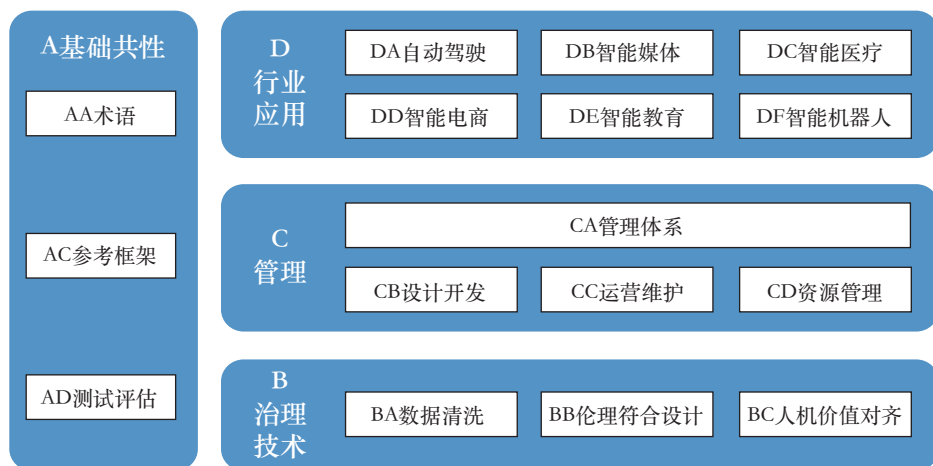 A基础共性
AA术语
AC参考框架
AD测试评估
D
行业
应用
DA自动驾驶
DB智能媒体
DC智能医疗
DD智能电商
DE智能教育
DF智能机器人
C
管理
CA管理体系
CB设计开发
CC运营维护
CD资源管理
B
治理
技术
BA数据清洗
BB伦理符合设计
BC人机价值对齐